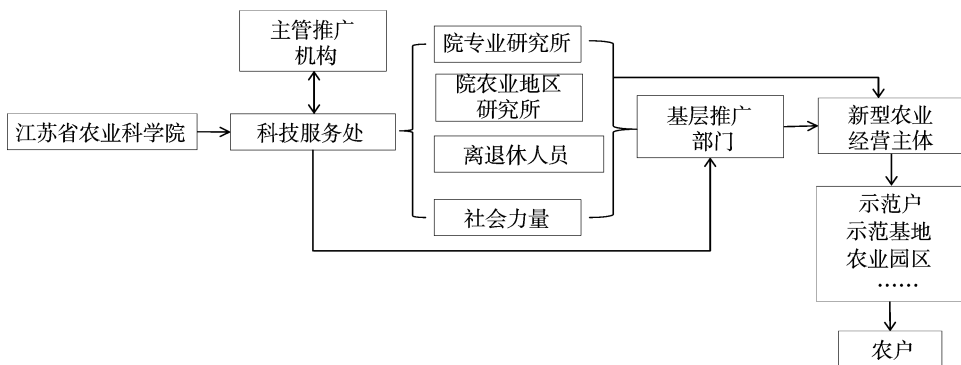 主管推广
机构
江苏省农业科学院
科技服务处
院专业研究所
院农业地区
研究所
离退休人员
社会力量
基层推广
部门
新型农业
经营主体
示范户
示范基地
农业园区
……
农户